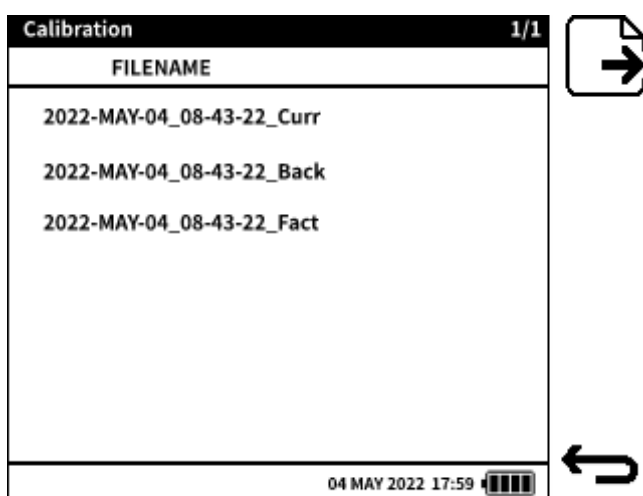 Calibration 1/1
FILENAME
2022-MAY-04_08-43-22_Curr
2022-MAY-04_08-43-22_Back
2022-MAY-04_08-43-22_Fact
04 MAY 2022 17:59